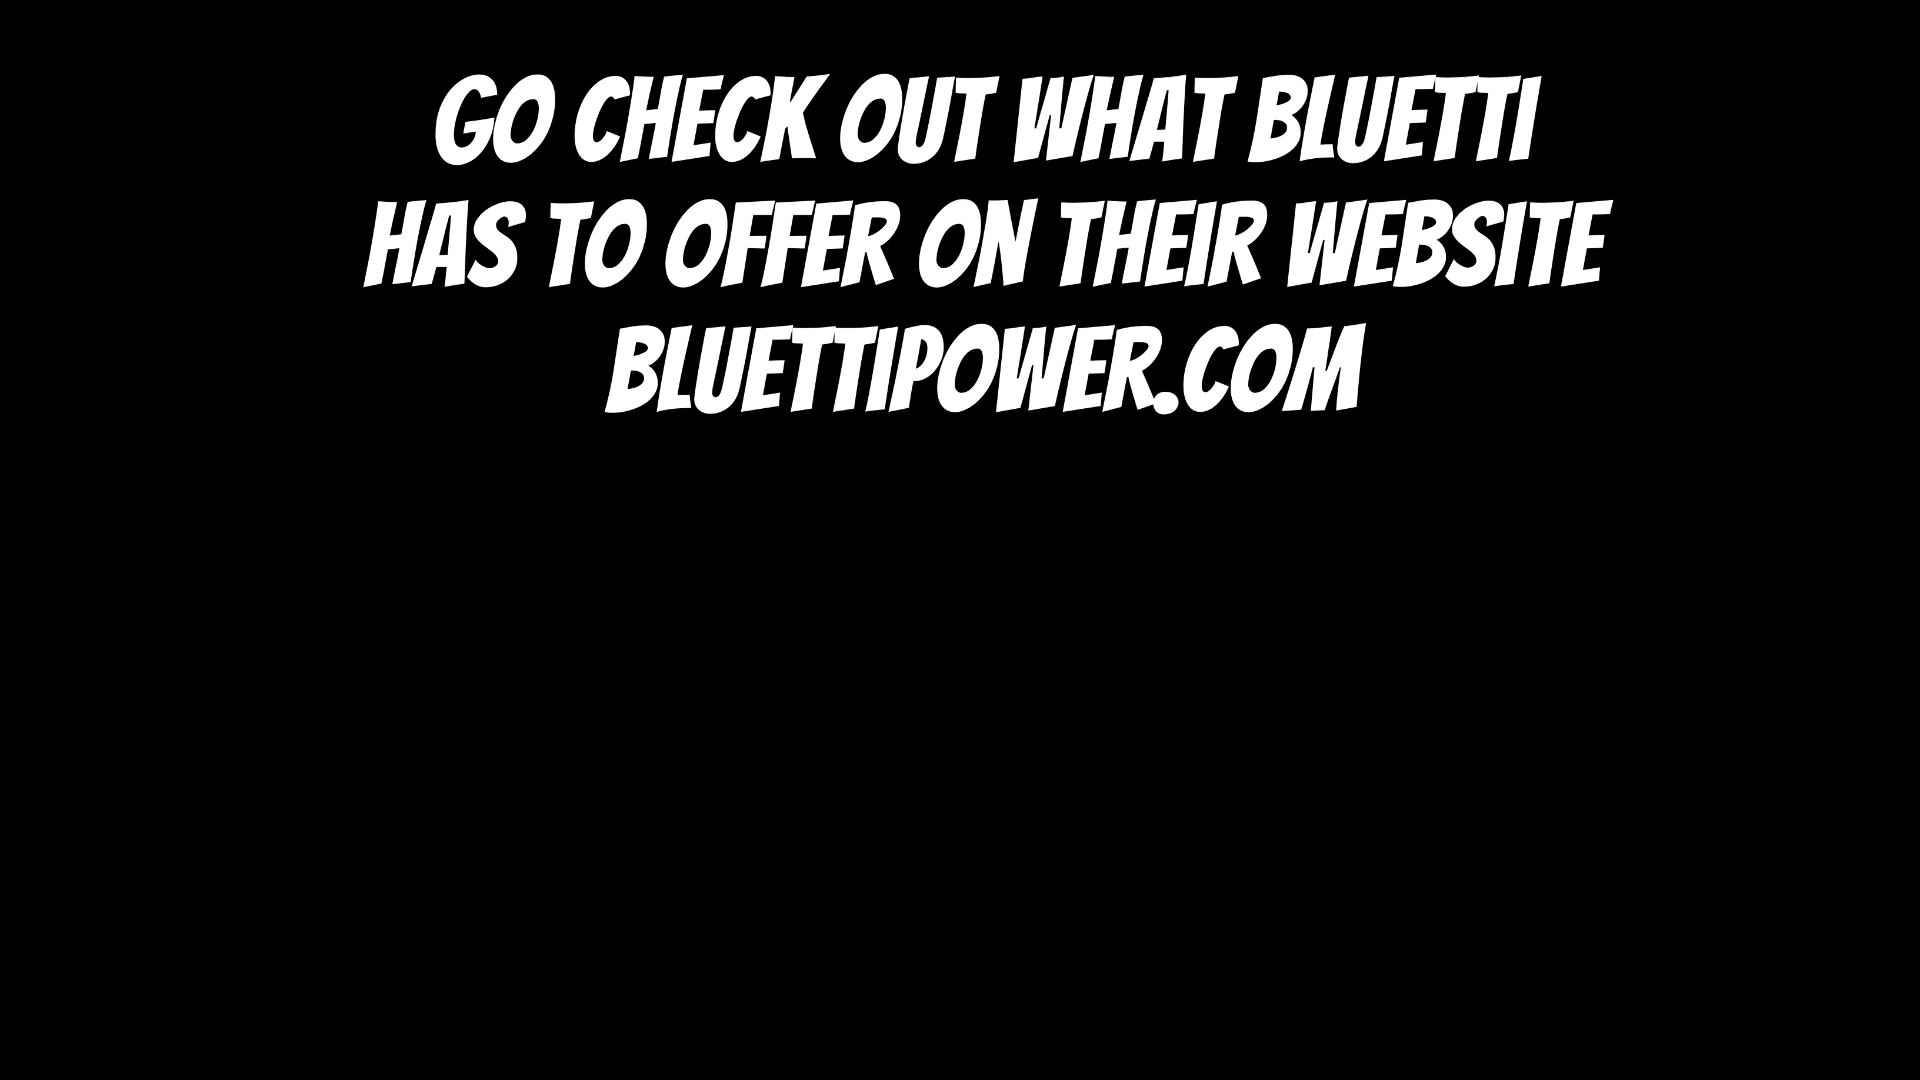 GO CHECK OUT WHAT BLUETTI
HAS TO OFFER ON THEIR WEBSITE
BLUETTIPOWER.COM